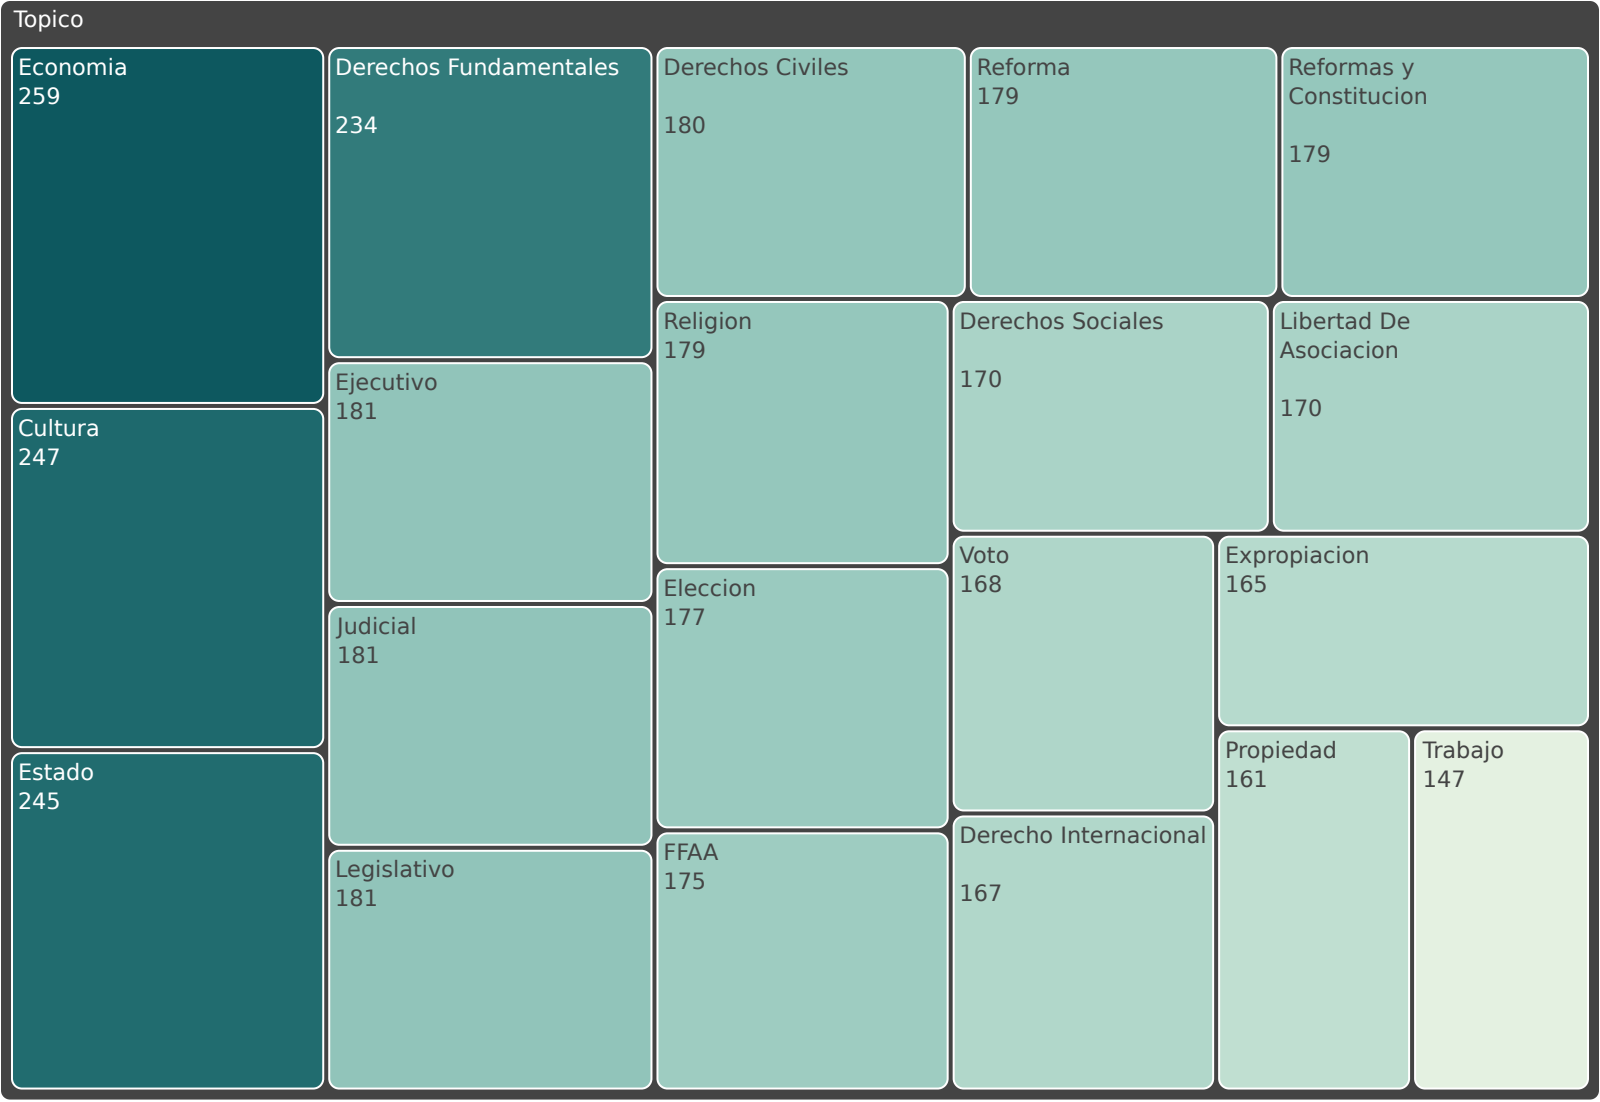 Topico
Economia
259
Cultura
247
Estado
245
Derechos Fundamentales
234
Ejecutivo
181
Judicial
181
Legislativo
181
Derechos Civiles
180
Reforma
179
Reformas y
Constitucion
179
Religion
179
Eleccion
177
FFAA
175
Derechos Sociales
170
Libertad De
Asociacion
170
Voto
168
Derecho Internacional
167
Expropiacion
165
Propiedad
161
Trabajo
147